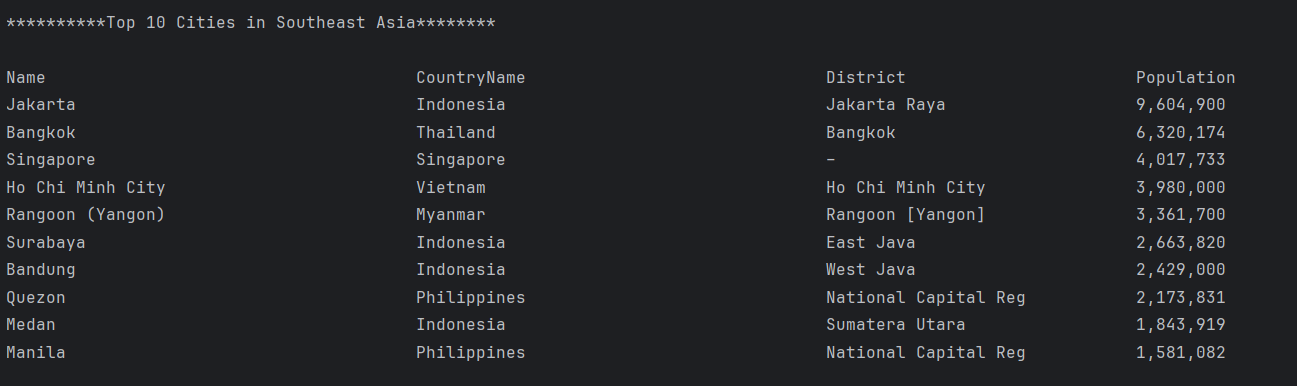 **********Top 10 Cities in Southeast Asia********
Name CountryName District Population
Jakarta Indonesia Jakarta Raya 9,604,900
Bangkok Thailand Bangkok 6,320,174
Singapore Singapore – 4,017,733
Ho Chi Minh City Vietnam Ho Chi Minh City 3,980,000
Rangoon (Yangon) Myanmar Rangoon [Yangon] 3,361,700
Surabaya Indonesia East Java 2,663,820
Bandung Indonesia West Java 2,429,000
Quezon Philippines National Capital Reg 2,173,831
Medan Indonesia Sumatera Utara 1,843,919
Manila Philippines National Capital Reg 1,581,082